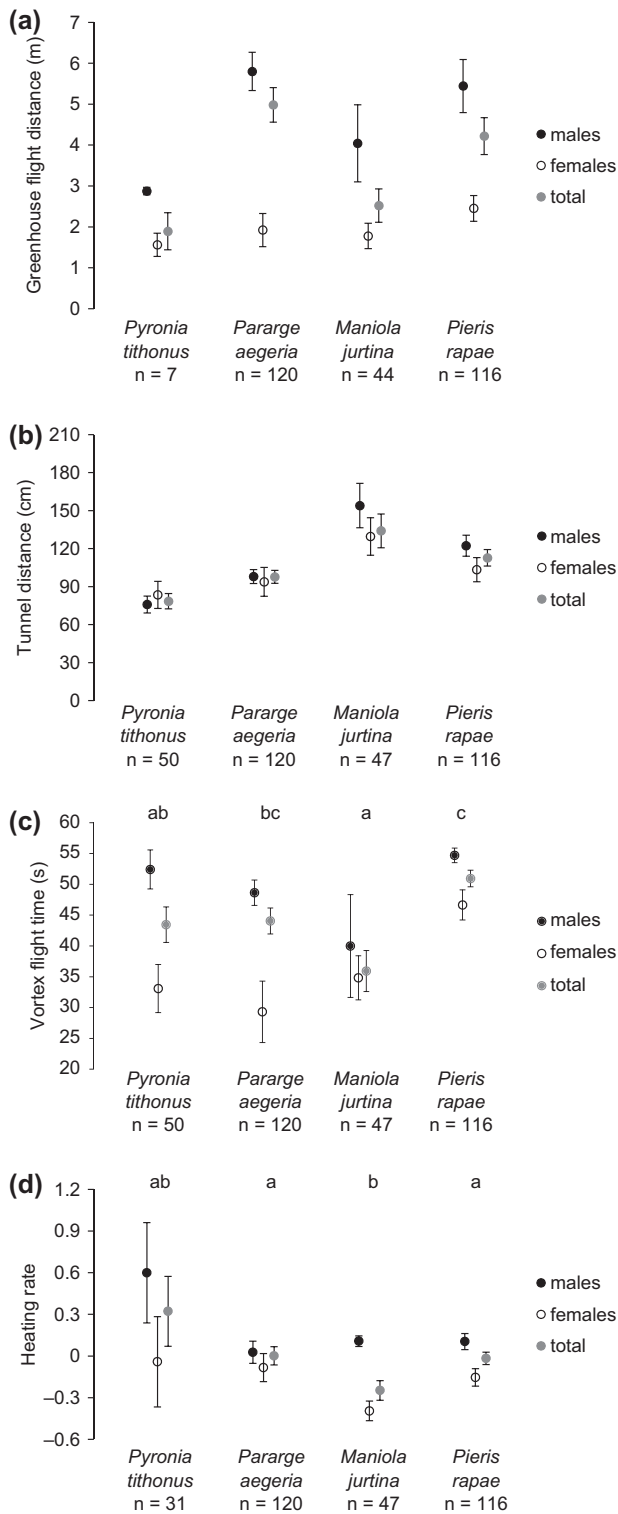 (a)
Greenhouse flight distance (m)
7
6
5
4
3
2
1
0
males
females
total
Pyronia tithonus n = 7
Pararge aegeria n = 120
Maniola jurtina n = 44
Pieris rapae n = 116
(b)
Tunnel distance (cm)
210
180
150
120
90
60
30
0
males
females
total
Pyronia tithonus n = 50
Pararge aegeria n = 120
Maniola jurtina n = 47
Pieris rapae n = 116
(c)
ab bc a c
Vortex flight time (s)
60
55
50
45
40
35
30
25
20
males
females
total
Pyronia tithonus n = 50
Pararge aegeria n = 120
Maniola jurtina n = 47
Pieris rapae n = 116
(d)
ab a b a
Heating rate
1.2
0.9
0.6
0.3
0
–0.3
–0.6
males
females
total
Pyronia tithonus n = 31
Pararge aegeria n = 120
Maniola jurtina n = 47
Pieris rapae n = 116